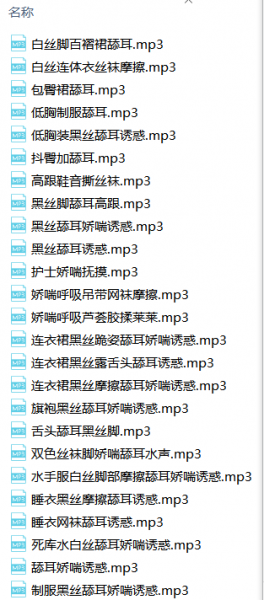 名称
白丝脚百褶裙舔耳.mp3
白丝连体衣丝袜摩擦.mp3
包臀裙舔耳.mp3
低胸制服舔耳.mp3
低胸装黑丝舔耳诱惑.mp3
抖臀加舔耳.mp3
高跟鞋音撕丝袜.mp3
黑丝脚舔耳高跟.mp3
黑丝舔耳娇喘诱惑.mp3
黑丝舔耳诱惑.mp3
护士娇喘抚摸.mp3
娇喘呼吸吊带网袜摩擦.mp3
娇喘呼吸芦荟胶揉莱莱.mp3
连衣裙黑丝跪姿舔耳娇喘诱惑.mp3
连衣裙黑丝露舌头舔耳诱惑.mp3
连衣裙黑丝摩擦舔耳娇喘诱惑.mp3
旗袍黑丝舔耳娇喘诱惑.mp3
舌头舔耳黑丝脚.mp3
双色丝袜脚娇喘舔耳水声.mp3
水手服白丝脚部摩擦舔耳娇喘诱惑.mp3
睡衣黑丝摩擦舔耳诱惑.mp3
睡衣网袜舔耳诱惑.mp3
死库水白丝舔耳娇喘诱惑.mp3
舔耳娇喘诱惑.mp3
制服黑丝舔耳娇喘诱惑.mp3